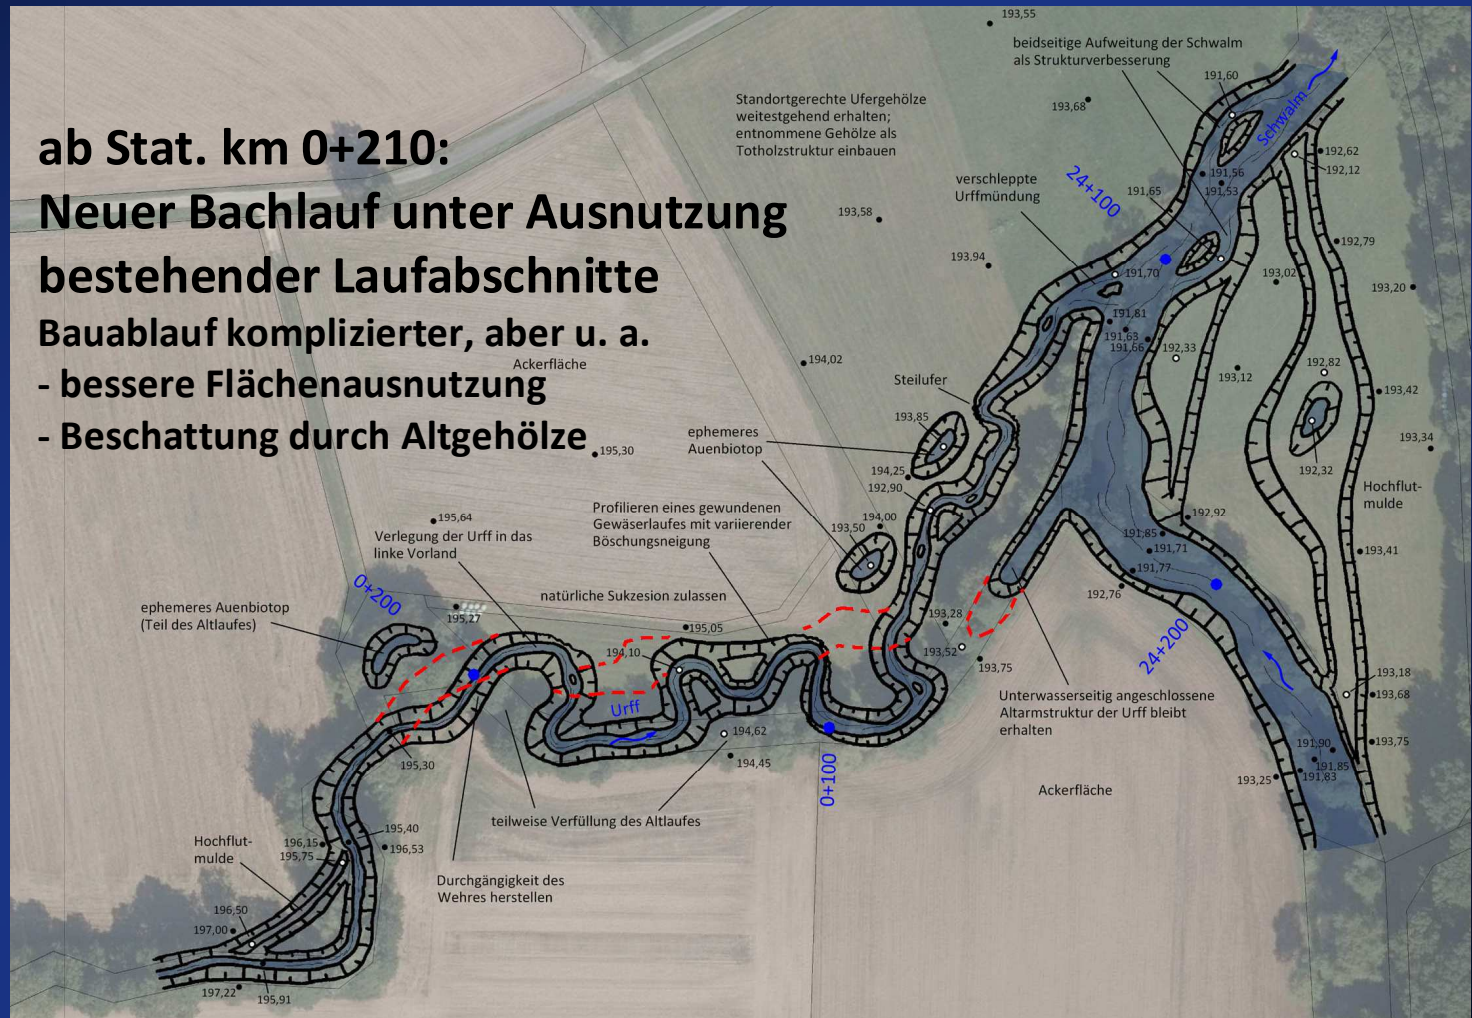 ab Stat. km 0+210:
Neuer Bachlauf unter Ausnutzung
bestehender Laufabschnitte
Bauablauf komplizierter, aber u. a.
- bessere Flächenausnutzung
- Beschattung durch Altgehölze
Ackerfläche
193,55
beidseitige Aufweitung der Schwalm
als Strukturverbesserung
191,60
193,68
Standortgerechte Ufergehölze
weitestgehend erhalten;
entnommene Gehölze als
Totholzstruktur einbauen
Schwalm
192,62
192,12
191,56
191,53
191,65
24+100
verschleppte
Urffmündung
193,58
193,94
192,79
191,70
193,02
193,20
191,81
191,63
191,66
192,33
194,02
193,12
192,82
193,42
Steilufer
193,85
193,34
ephemeres
Auenbiotop
195,30
194,25
192,90
192,32
Hochflut-
mulde
Profilieren eines gewundenen
Gewäserlaufes mit variierender
Böschungsneigung
194,00
193,50
192,92
195,64
Verlegung der Urff in das
linke Vorland
191,85
191,71
191,77
193,41
192,76
0+200
ephemeres Auenbiotop
(Teil des Altlaufes)
195,27
natürliche Sukzesion zulassen
195,05
193,28
193,52
193,75
24+200
194,10
193,18
193,68
Unterwasserseitig angeschlossene
Altarmstruktur der Urff bleibt
erhalten
Urff
194,62
194,45
195,30
0+100
191,90
193,75
191,85
191,83
193,25
Ackerfläche
teilweise Verfüllung des Altlaufes
Hochflut-
mulde
196,15
195,75
195,40
196,53
Durchgängigkeit des
Wehres herstellen
196,50
197,00
197,22
195,91